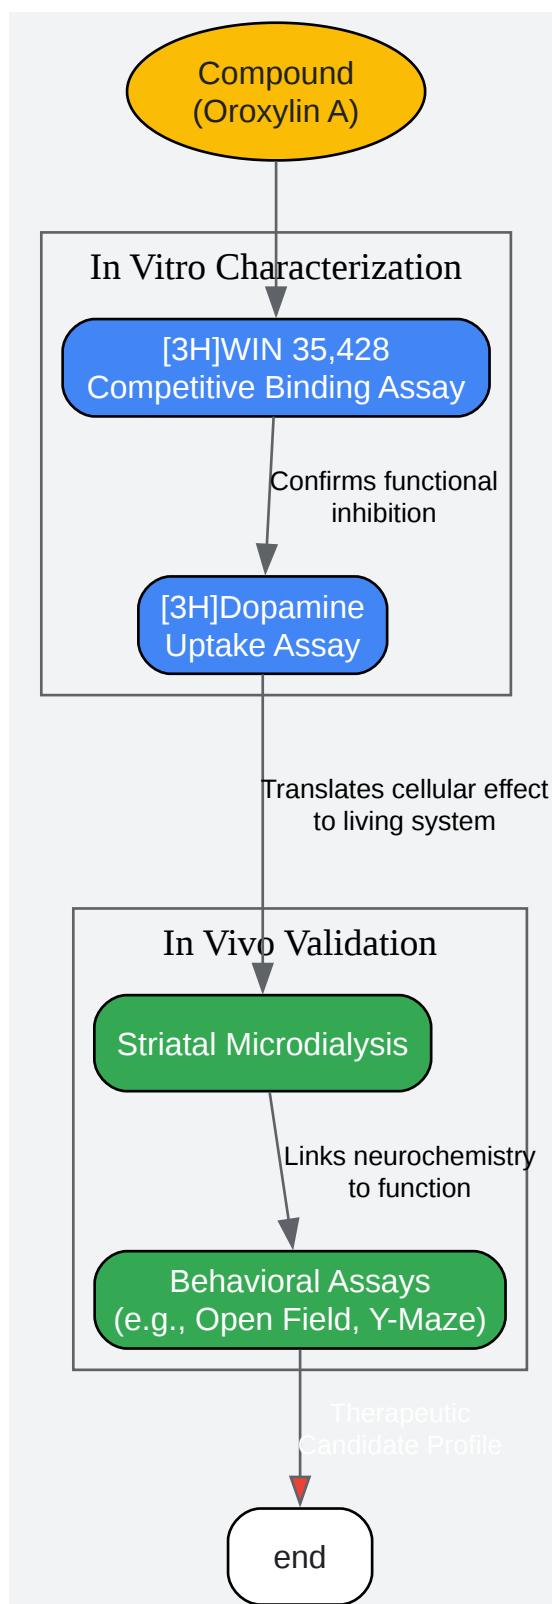 Compound
(Oroxylin A)
In Vitro Characterization
[3H]WIN 35,428
Competitive Binding Assay
Confirms functional
inhibition
[3H]Dopamine
Uptake Assay
Translates cellular effect
to living system
In Vivo Validation
Striatal Microdialysis
Links neurochemistry
to function
Behavioral Assays
(e.g., Open Field, Y-Maze)
Therapeutic
Candidate Profile
end